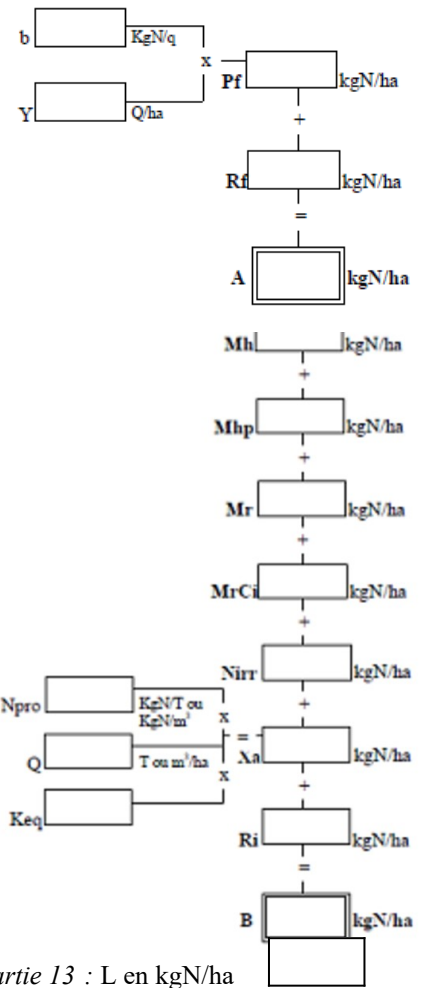 b KgN/q
x Pf kgN/ha
Y Q/ha
+
Rf kgN/ha
=
A kgN/ha
Mh kgN/ha
+
Mhp kgN/ha
+
Mr kgN/ha
+
MrCi kgN/ha
+
Nirr kgN/ha
Npro KgN/T ou
KgN/m³
x +
Q T ou m³/ha = Xa kgN/ha
x +
Keq
Ri kgN/ha
=
B kgN/ha
artie 13 : L en kgN/ha